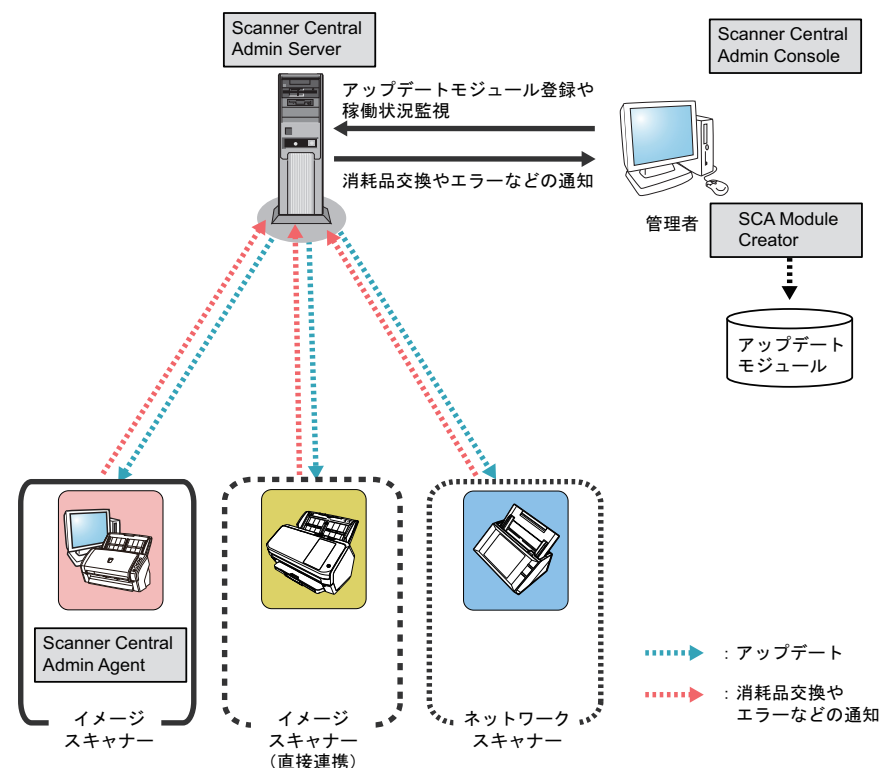 Scanner Central
Admin Server
Scanner Central
Admin Console
アップデートモジュール登録や
稼働状況監視
消耗品交換やエラーなどの通知
管理者
SCA Module
Creator
アップデート
モジュール
Scanner Central
Admin Agent
イメージ
スキャナー
イメージ
スキャナー
(直接連携)
ネットワーク
スキャナー
：アップデート
：消耗品交換や
エラーなどの通知